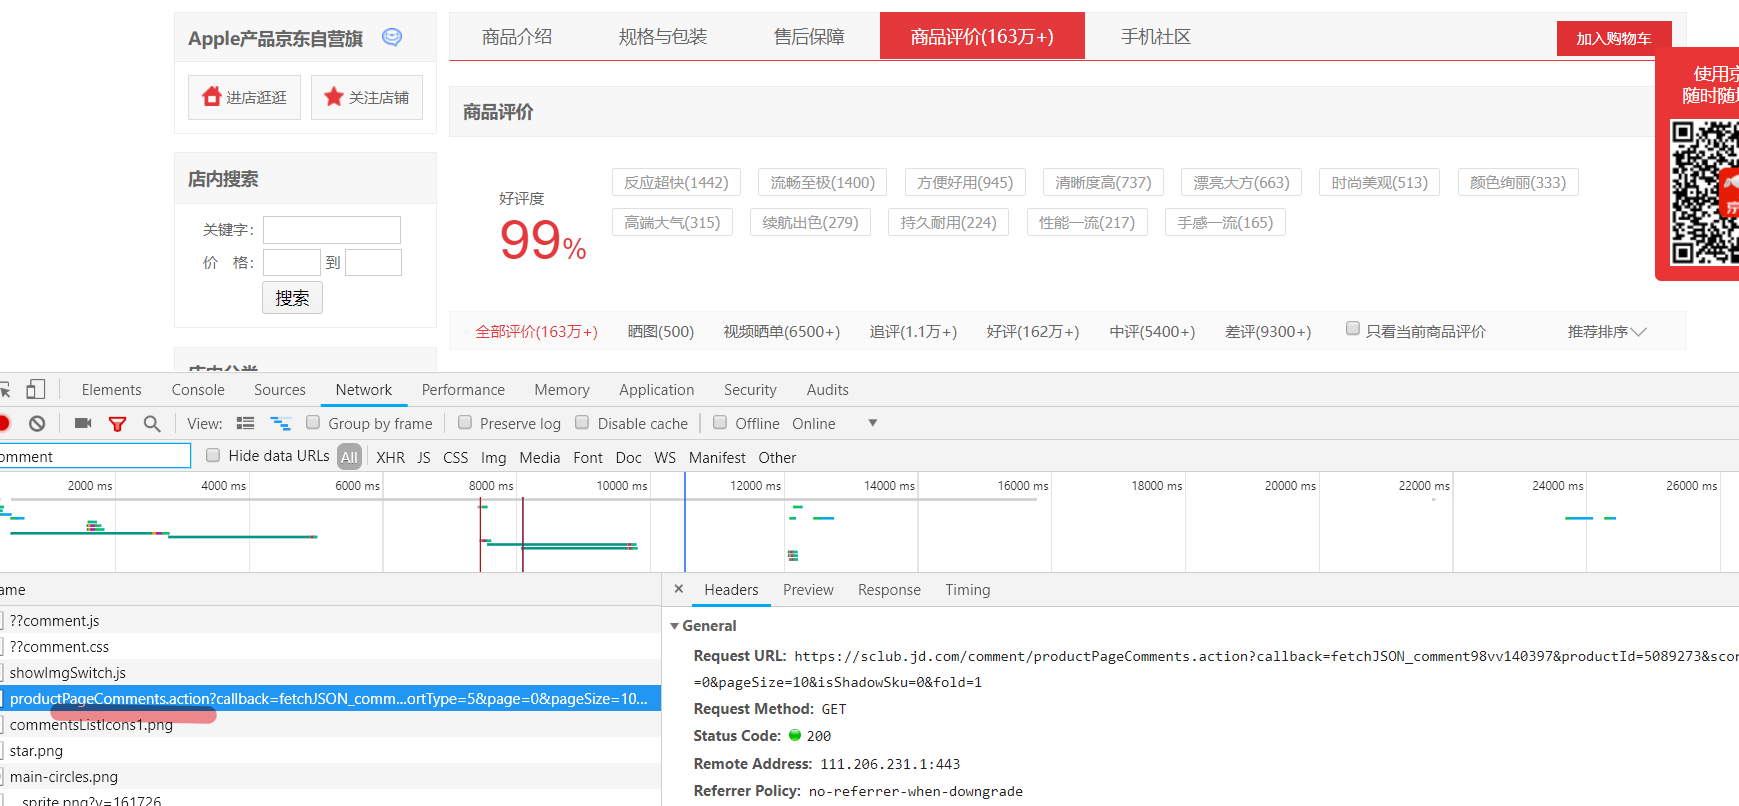 Apple产品京东自营旗
商品介绍 规格与包装 售后保障 商品评价(163万+) 手机社区 加入购物车
进店逛逛 关注店铺
使用京
随时随地
商品评价
店内搜索
关键字：
价 格： 到
搜索
好评度
99%
反应超快(1442) 流畅至极(1400) 方便好用(945) 清晰度高(737) 漂亮大方(663) 时尚美观(513) 颜色绚丽(333)
高端大气(315) 续航出色(279) 持久耐用(224) 性能一流(217) 手感一流(165)
全部评价(163万+) 晒图(500) 视频晒单(6500+) 追评(1.1万+) 好评(162万+) 中评(5400+) 差评(9300+) 只看当前商品评价 推荐排序
店内分类
Elements Console Sources Network Performance Memory Application Security Audits
View: Group by frame Preserve log Disable cache Offline Online
omment Hide data URLs All XHR JS CSS Img Media Font Doc WS Manifest Other
2000 ms 4000 ms 6000 ms 8000 ms 10000 ms 12000 ms 14000 ms 16000 ms 18000 ms 20000 ms 22000 ms 24000 ms 26000 ms
ame
??comment.js
??comment.css
showImgSwitch.js
productPageComments.action?callback=fetchJSON_comm...ortType=5&page=0&pageSize=10...
commentsListIcons1.png
star.png
main-circles.png
sprite.png?v=161726
× Headers Preview Response Timing
General
Request URL: https://sclub.jd.com/comment/productPageComments.action?callback=fetchJSON_comment98vv140397&productId=5089273&scor
=0&pageSize=10&isShadowSku=0&fold=1
Request Method: GET
Status Code: 200
Remote Address: 111.206.231.1:443
Referrer Policy: no-referrer-when-downgrade